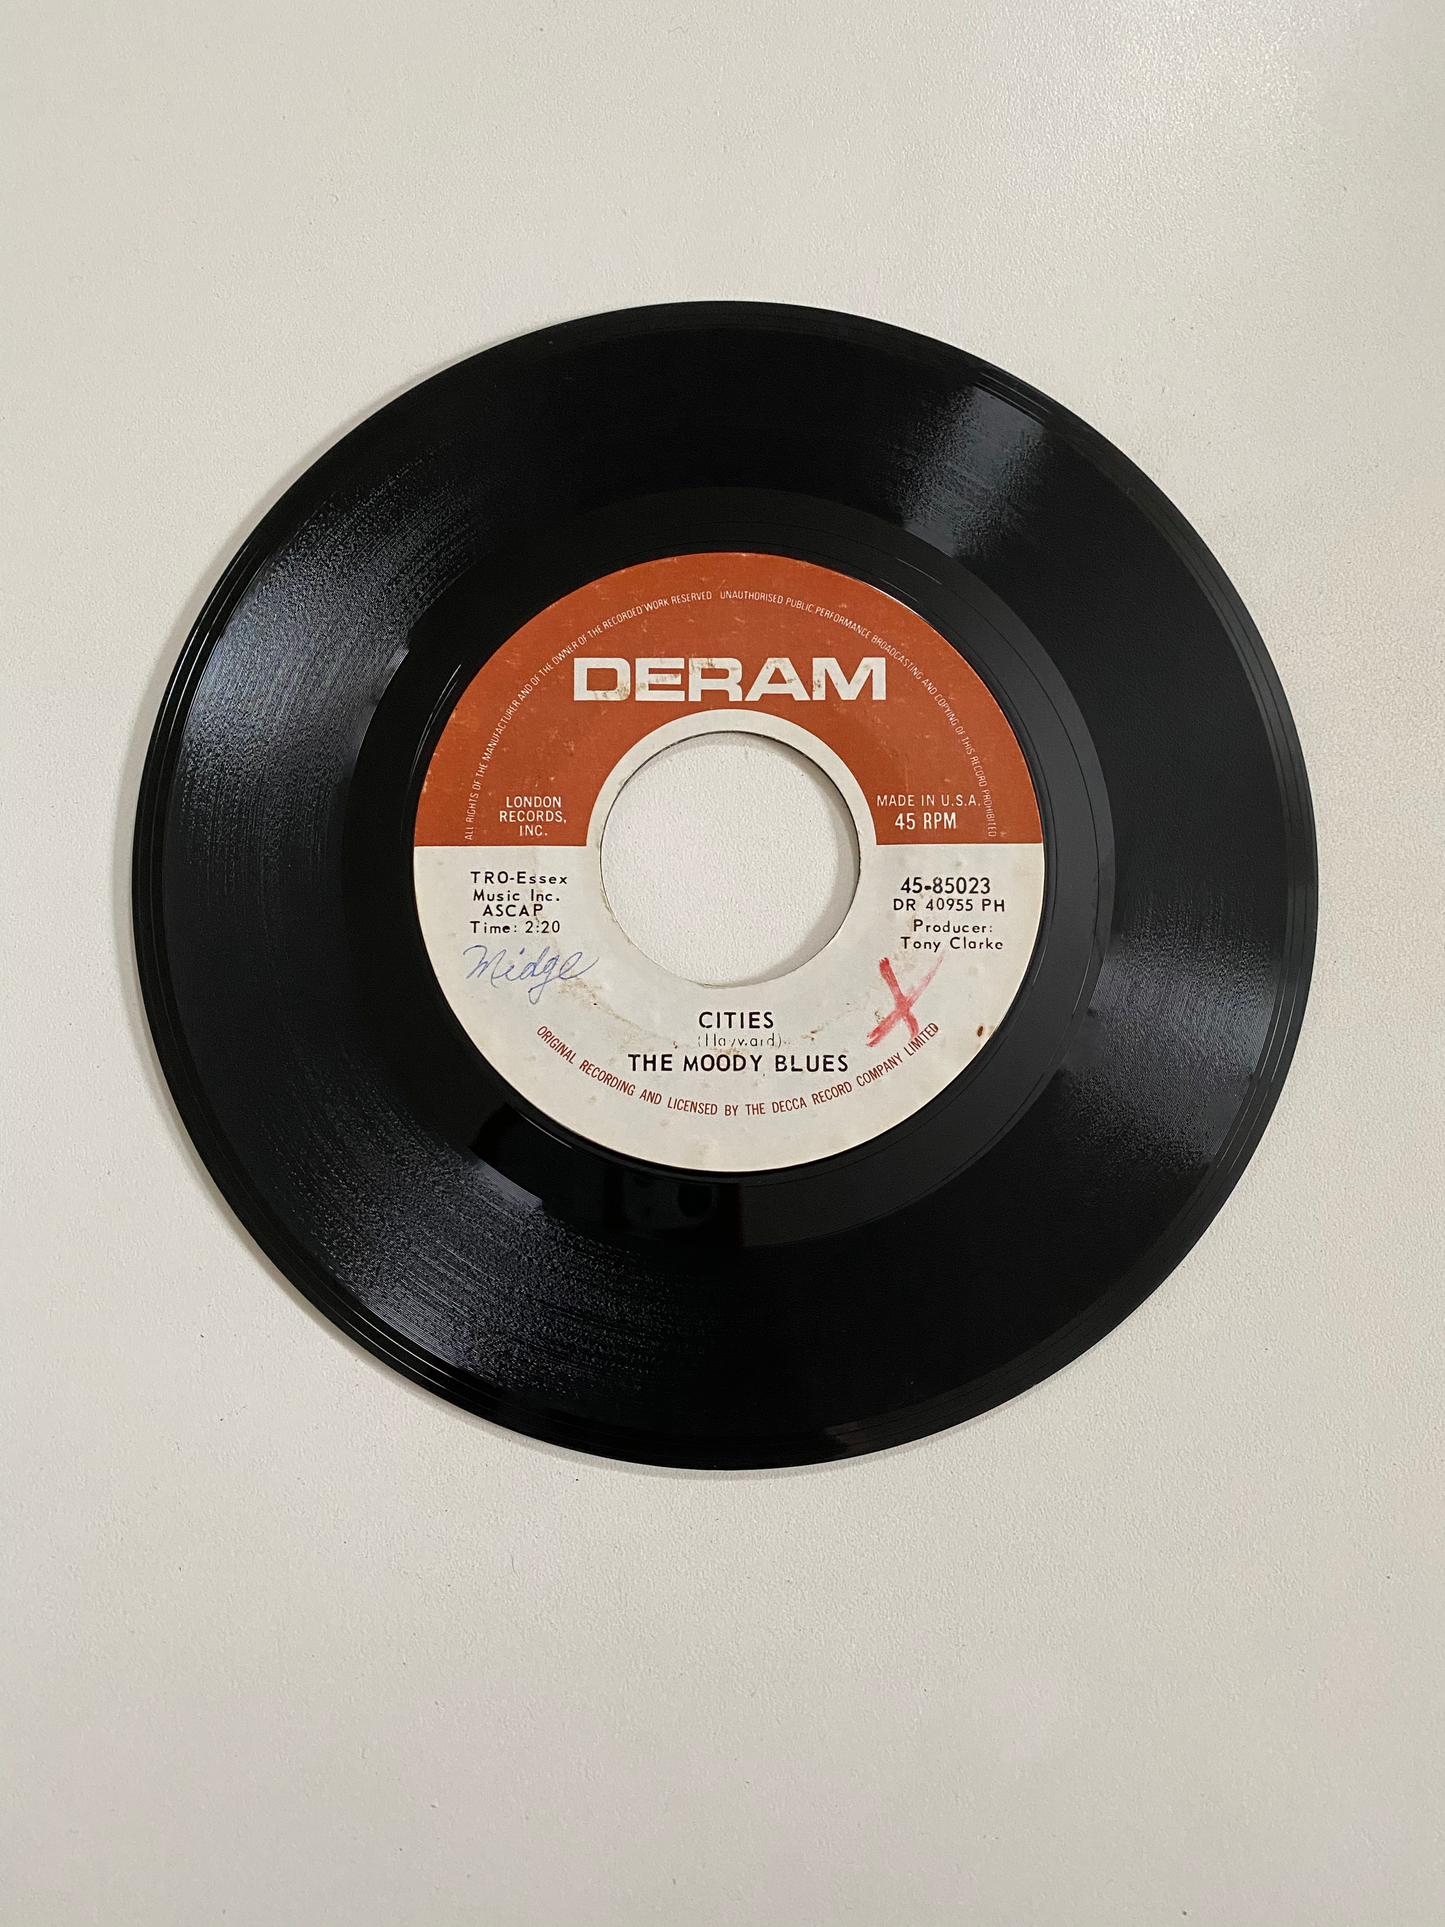 ALL RIGHTS OF THE MANUFACTURER AND OF THE OWNER OF THE RECORDED WORK RESERVED UNAUTHORISED PUBLIC PERFORMANCE BROADCASTING AND COPYING OF THIS RECORD PROHIBITED
DERAM
LONDON
RECORDS,
INC.
MADE IN U.S.A.
45 RPM
TRO-Essex
Music Inc.
ASCAP
Time: 2:20
Midge
45-85023
DR 40955 PH
Producer:
Tony Clarke
X
CITIES
(Hayward)
THE MOODY BLUES
ORIGINAL RECORDING AND LICENSED BY THE DECCA RECORD COMPANY LIMITED